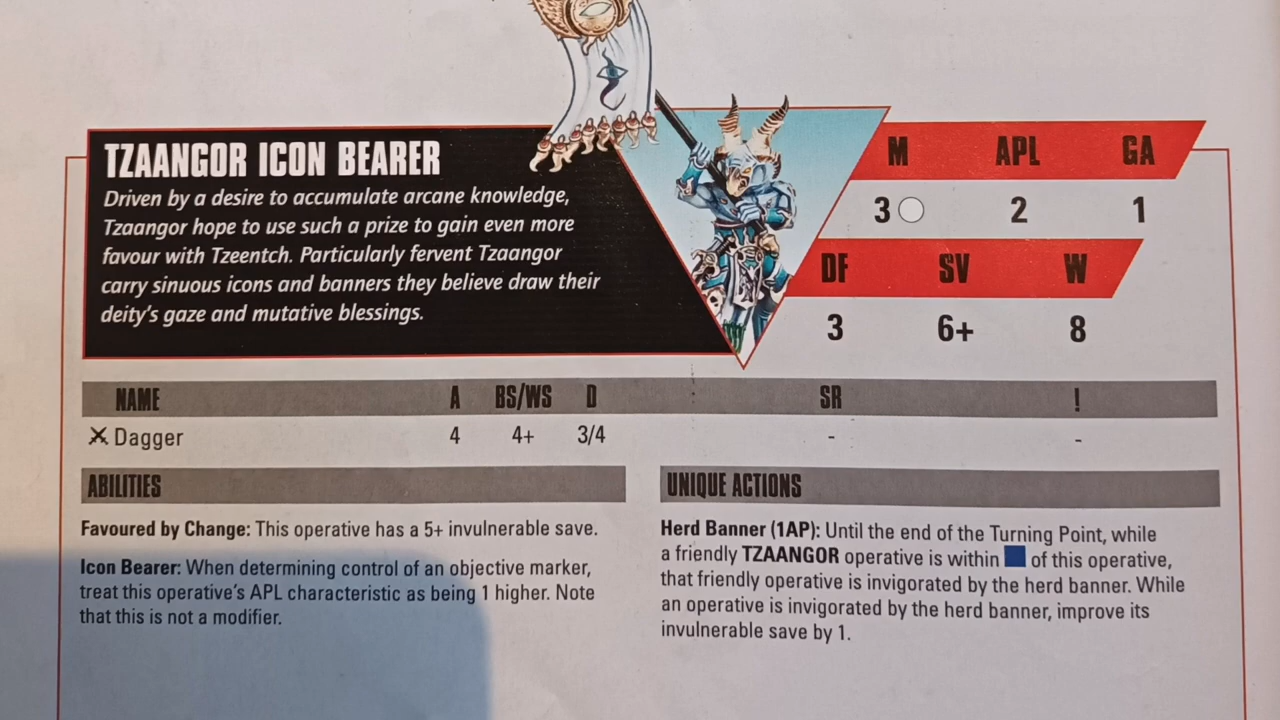 TZAANGOR ICON BEARER
Driven by a desire to accumulate arcane knowledge,
Tzaangor hope to use such a prize to gain even more
favour with Tzeentch. Particularly fervent Tzaangor
carry sinuous icons and banners they believe draw their
deity's gaze and mutative blessings.
M APL GA
3 2 1
DF SV W
3 6+ 8
NAME A BS/WS D SR !
Dagger 4 4+ 3/4 - -
ABILITIES
Favoured by Change: This operative has a 5+ invulnerable save.
Icon Bearer: When determining control of an objective marker,
treat this operative's APL characteristic as being 1 higher. Note
that this is not a modifier.
UNIQUE ACTIONS
Herd Banner (1AP): Until the end of the Turning Point, while
a friendly TZAANGOR operative is within of this operative,
that friendly operative is invigorated by the herd banner. While
an operative is invigorated by the herd banner, improve its
invulnerable save by 1.